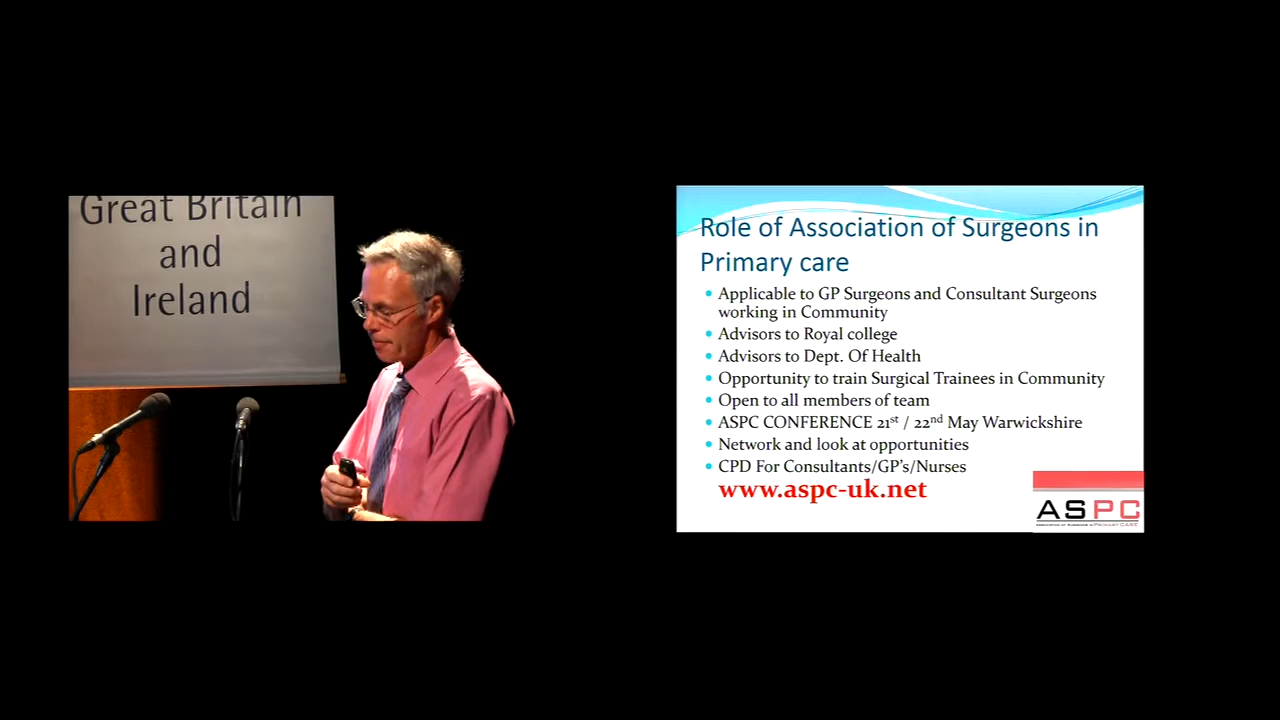 Great Britain
and
Ireland
Role of Association of Surgeons in
Primary care
• Applicable to GP Surgeons and Consultant Surgeons
working in Community
• Advisors to Royal college
• Advisors to Dept. Of Health
• Opportunity to train Surgical Trainees in Community
• Open to all members of team
• ASPC CONFERENCE 21st / 22nd May Warwickshire
• Network and look at opportunities
• CPD For Consultants/GP's/Nurses
www.aspc-uk.net
ASPC